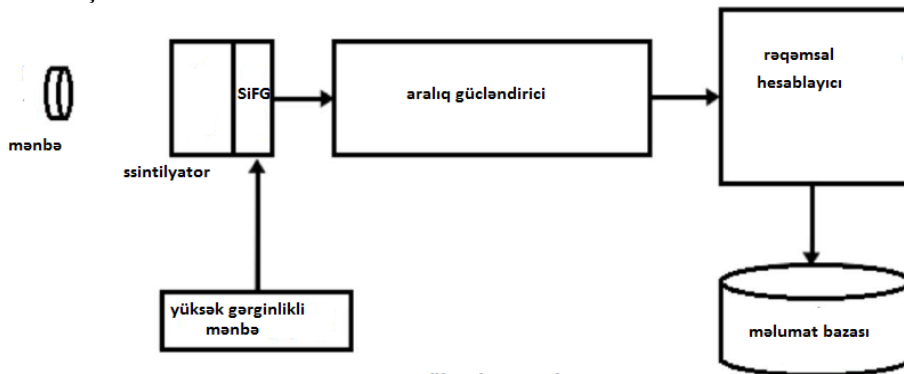 mənbə
ssintilyator
SiFG
aralıq gücləndirici
rəqəmsal
hesablayıcı
yüksək gərginlikli
mənbə
məlumat bazası